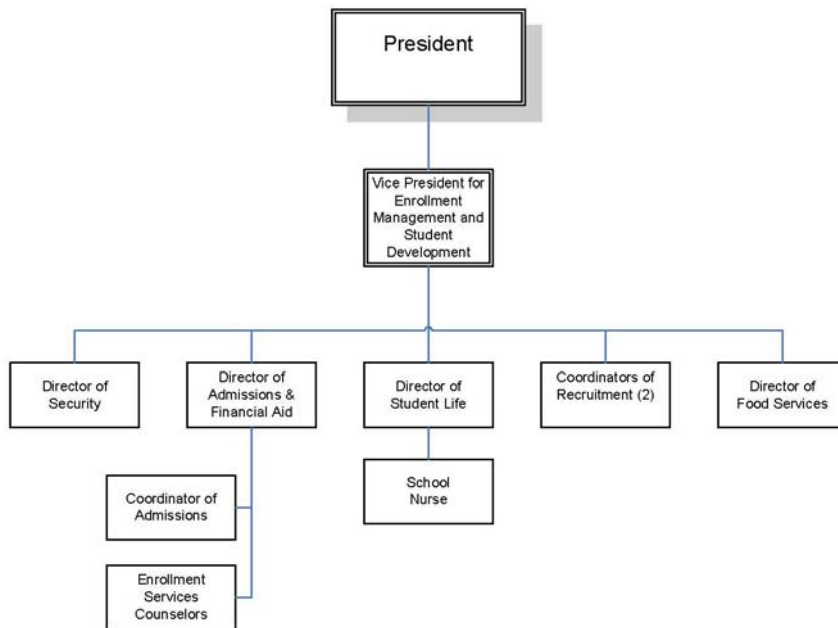 President
Vice President for
Enrollment
Management and
Student
Development
Director of
Security
Director of
Admissions &
Financial Aid
Director of
Student Life
Coordinators of
Recruitment (2)
Director of
Food Services
Coordinator of
Admissions
School
Nurse
Enrollment
Services
Counselors